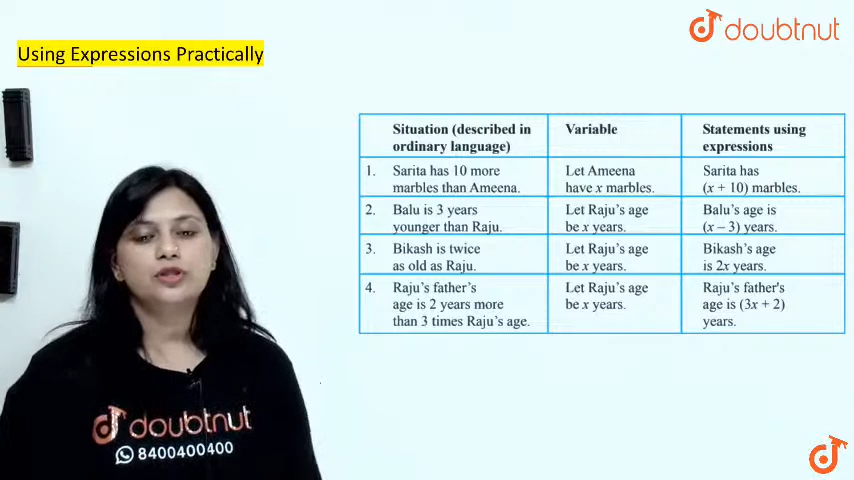 doubtnut
Using Expressions Practically
Situation (described in ordinary language) Variable Statements using expressions
1. Sarita has 10 more marbles than Ameena. Let Ameena have x marbles. Sarita has (x + 10) marbles.
2. Balu is 3 years younger than Raju. Let Raju's age be x years. Balu's age is (x – 3) years.
3. Bikash is twice as old as Raju. Let Raju's age be x years. Bikash's age is 2x years.
4. Raju's father's age is 2 years more than 3 times Raju's age. Let Raju's age be x years. Raju's father's age is (3x + 2) years.
doubtnut
8400400400